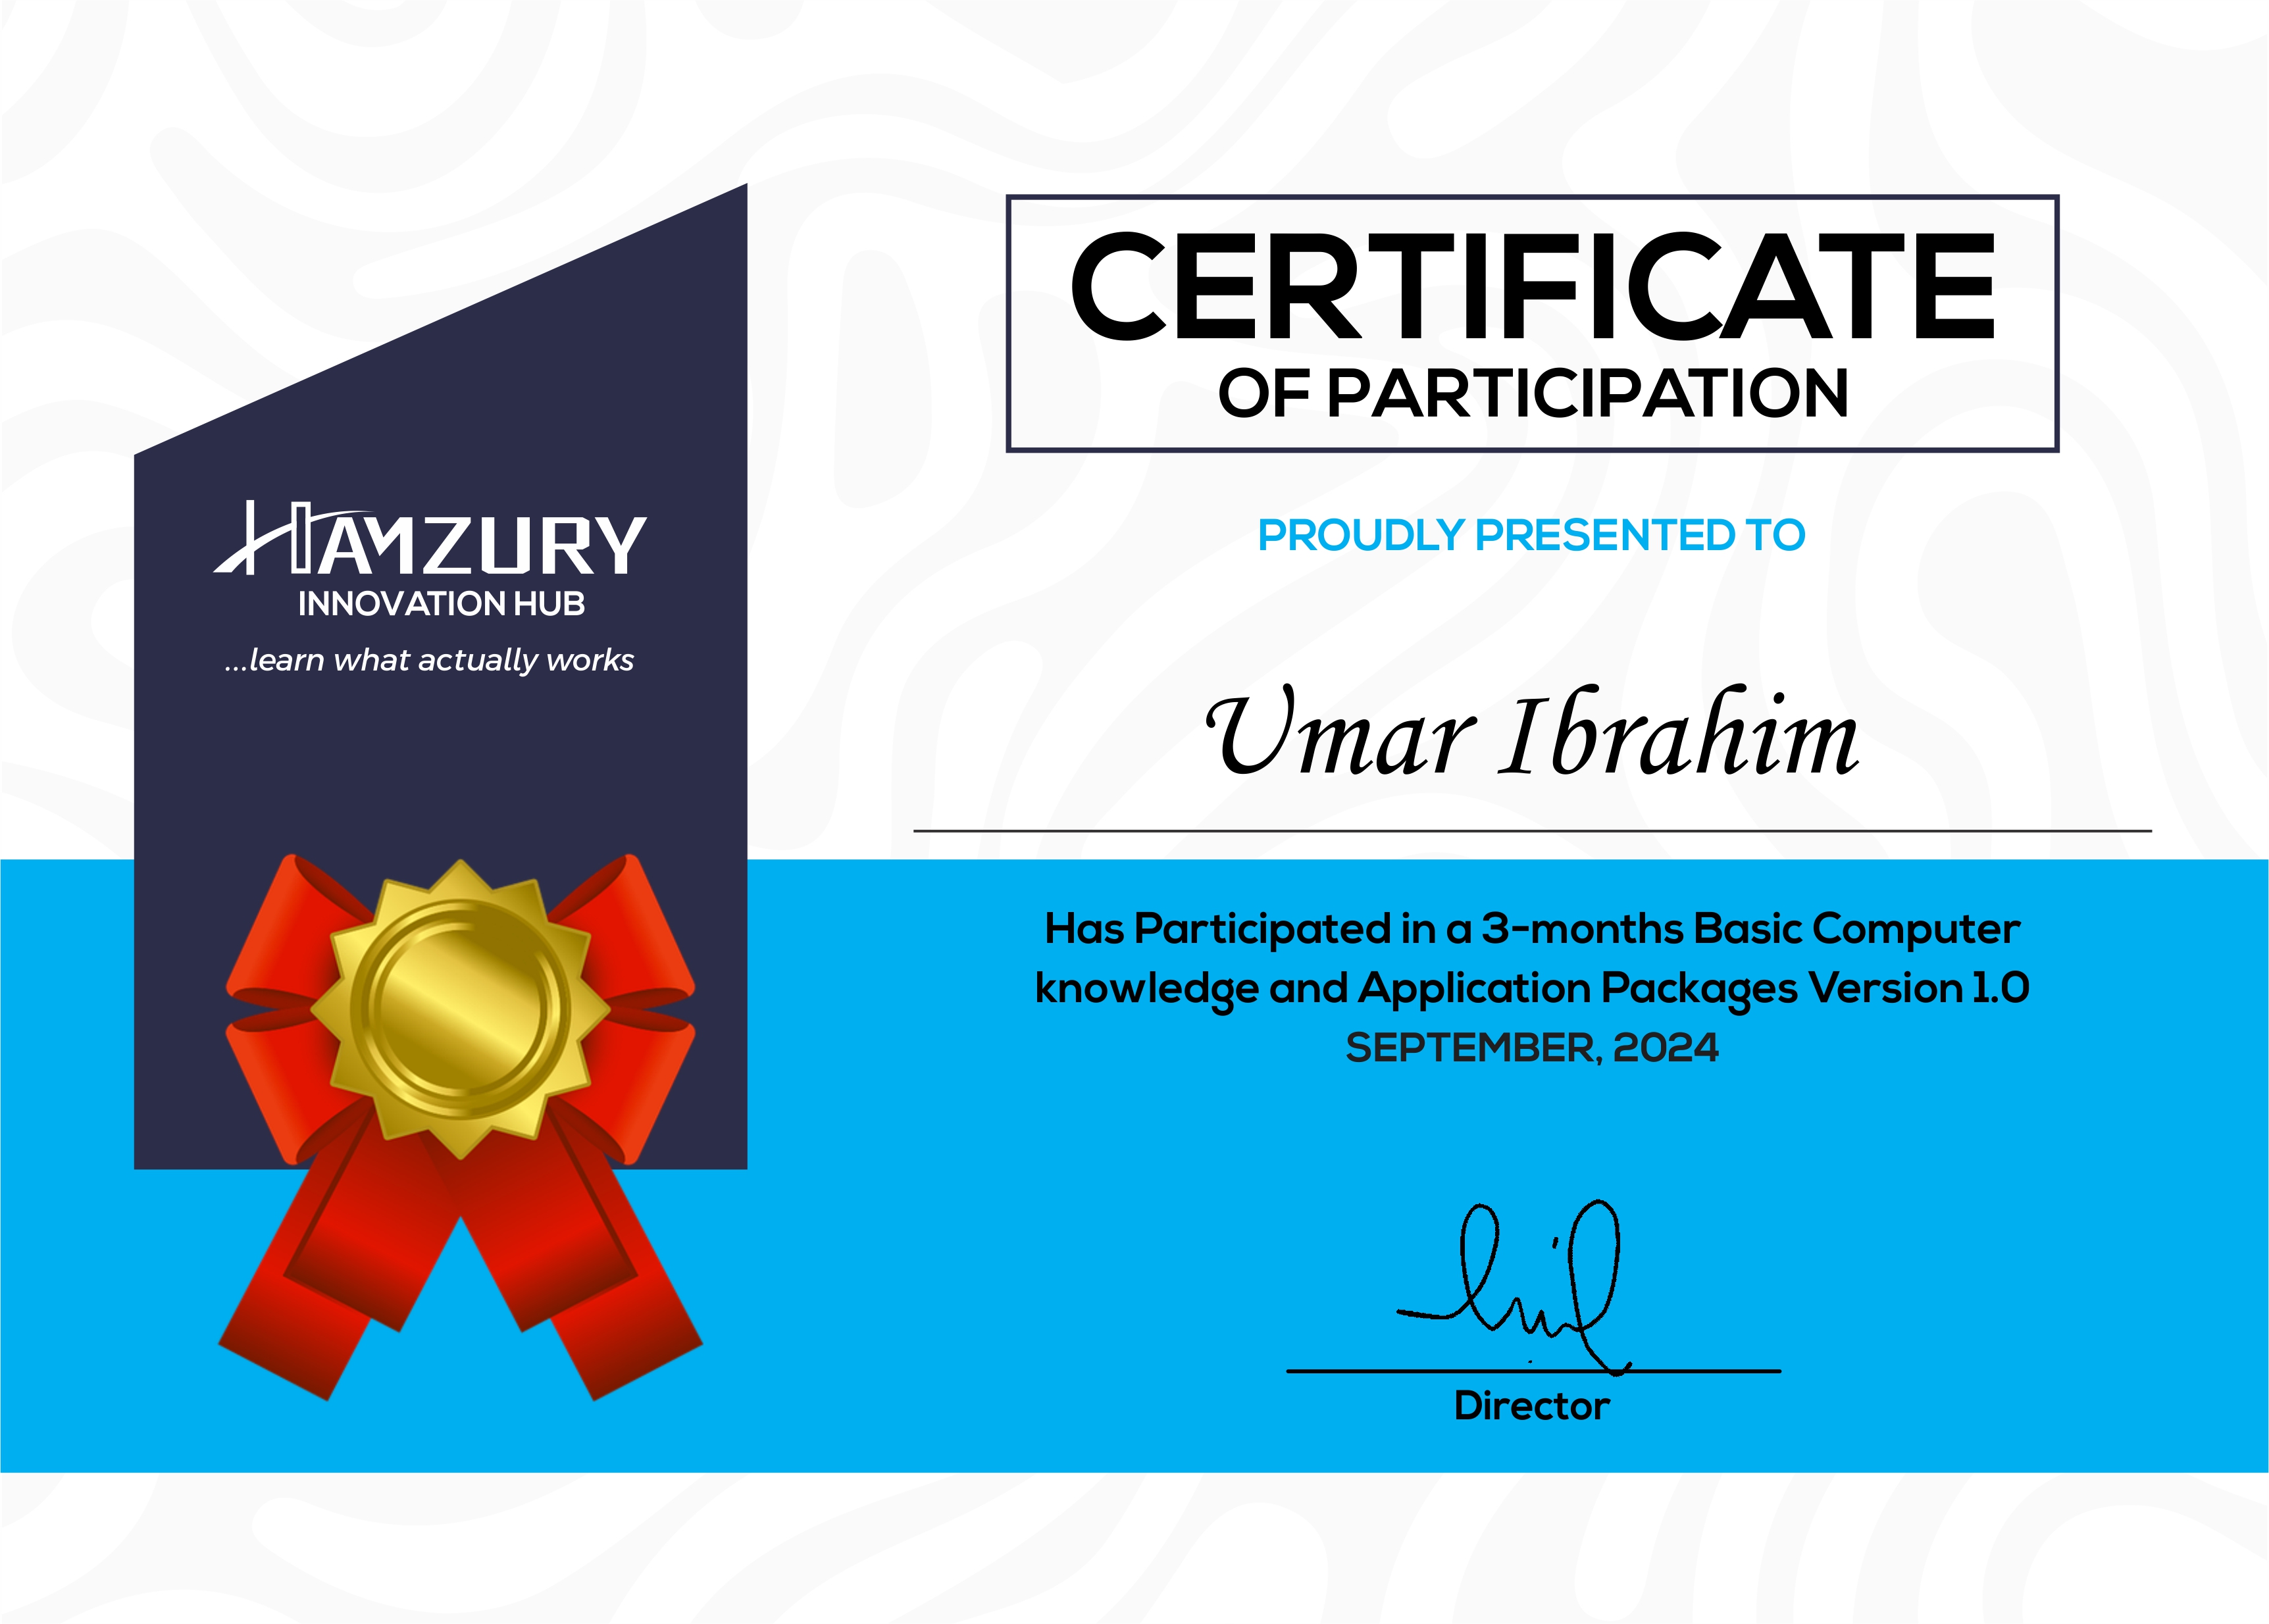 HAMZURY
INNOVATION HUB
...learn what actually works
CERTIFICATE
OF PARTICIPATION
PROUDLY PRESENTED TO
Umar Ibrahim
Has Participated in a 3-months Basic Computer
knowledge and Application Packages Version 1.0
SEPTEMBER, 2024
Director